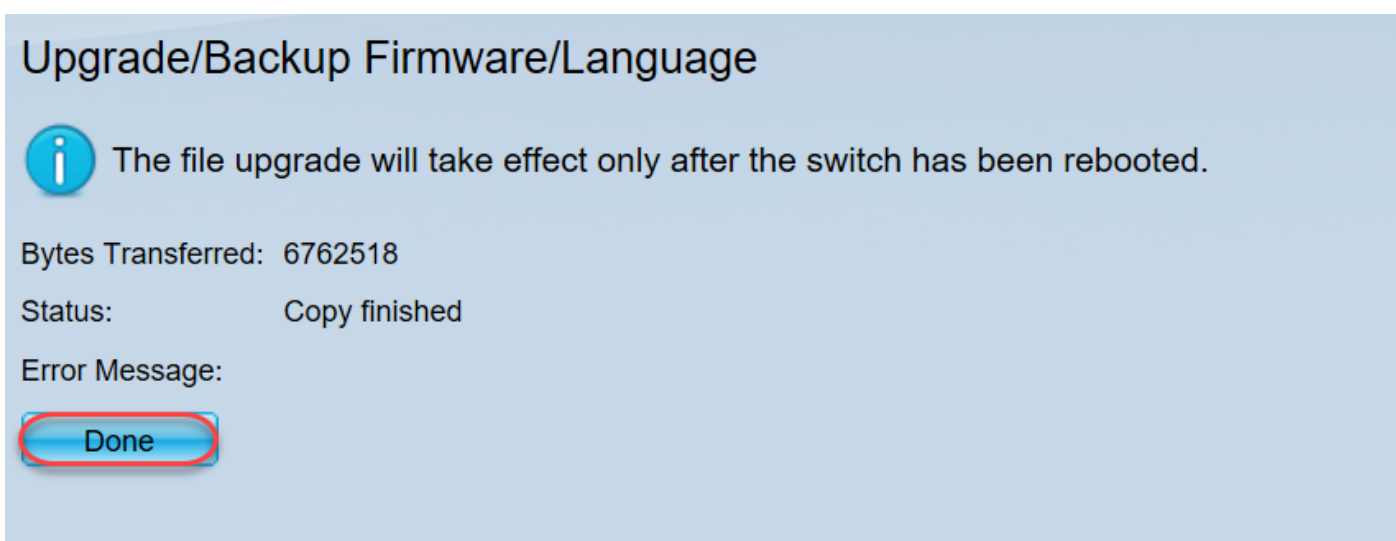 Upgrade/Backup Firmware/Language
The file upgrade will take effect only after the switch has been rebooted.
Bytes Transferred: 6762518
Status: Copy finished
Error Message:
Done